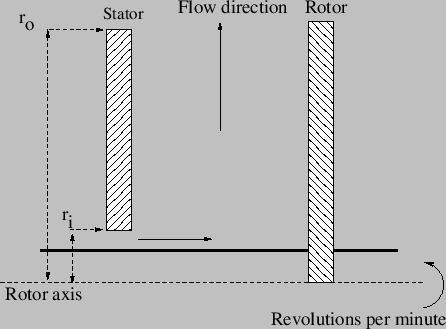 r_o
Stator
Flow direction
Rotor
r_i
Rotor axis
Revolutions per minute